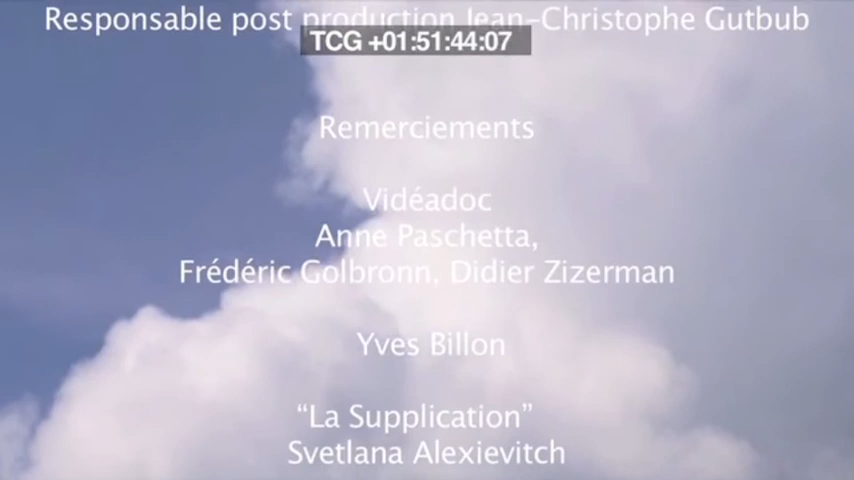 Responsable post production Jean-Christophe Gutbub
TCG +01:51:44:07
Remerciements
Vidéadoc
Anne Paschetta,
Frédéric Golbronn, Didier Zizerman
Yves Billon
“La Supplication”
Svetlana Alexievitch